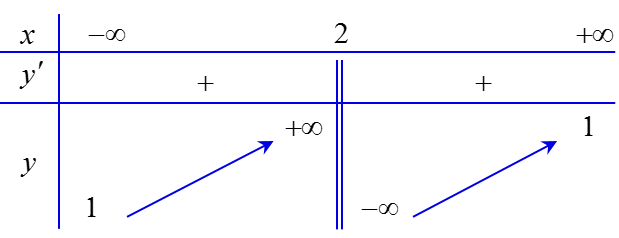 x −∞ 2 +∞
y′ + +
+∞ 1
y
1 −∞